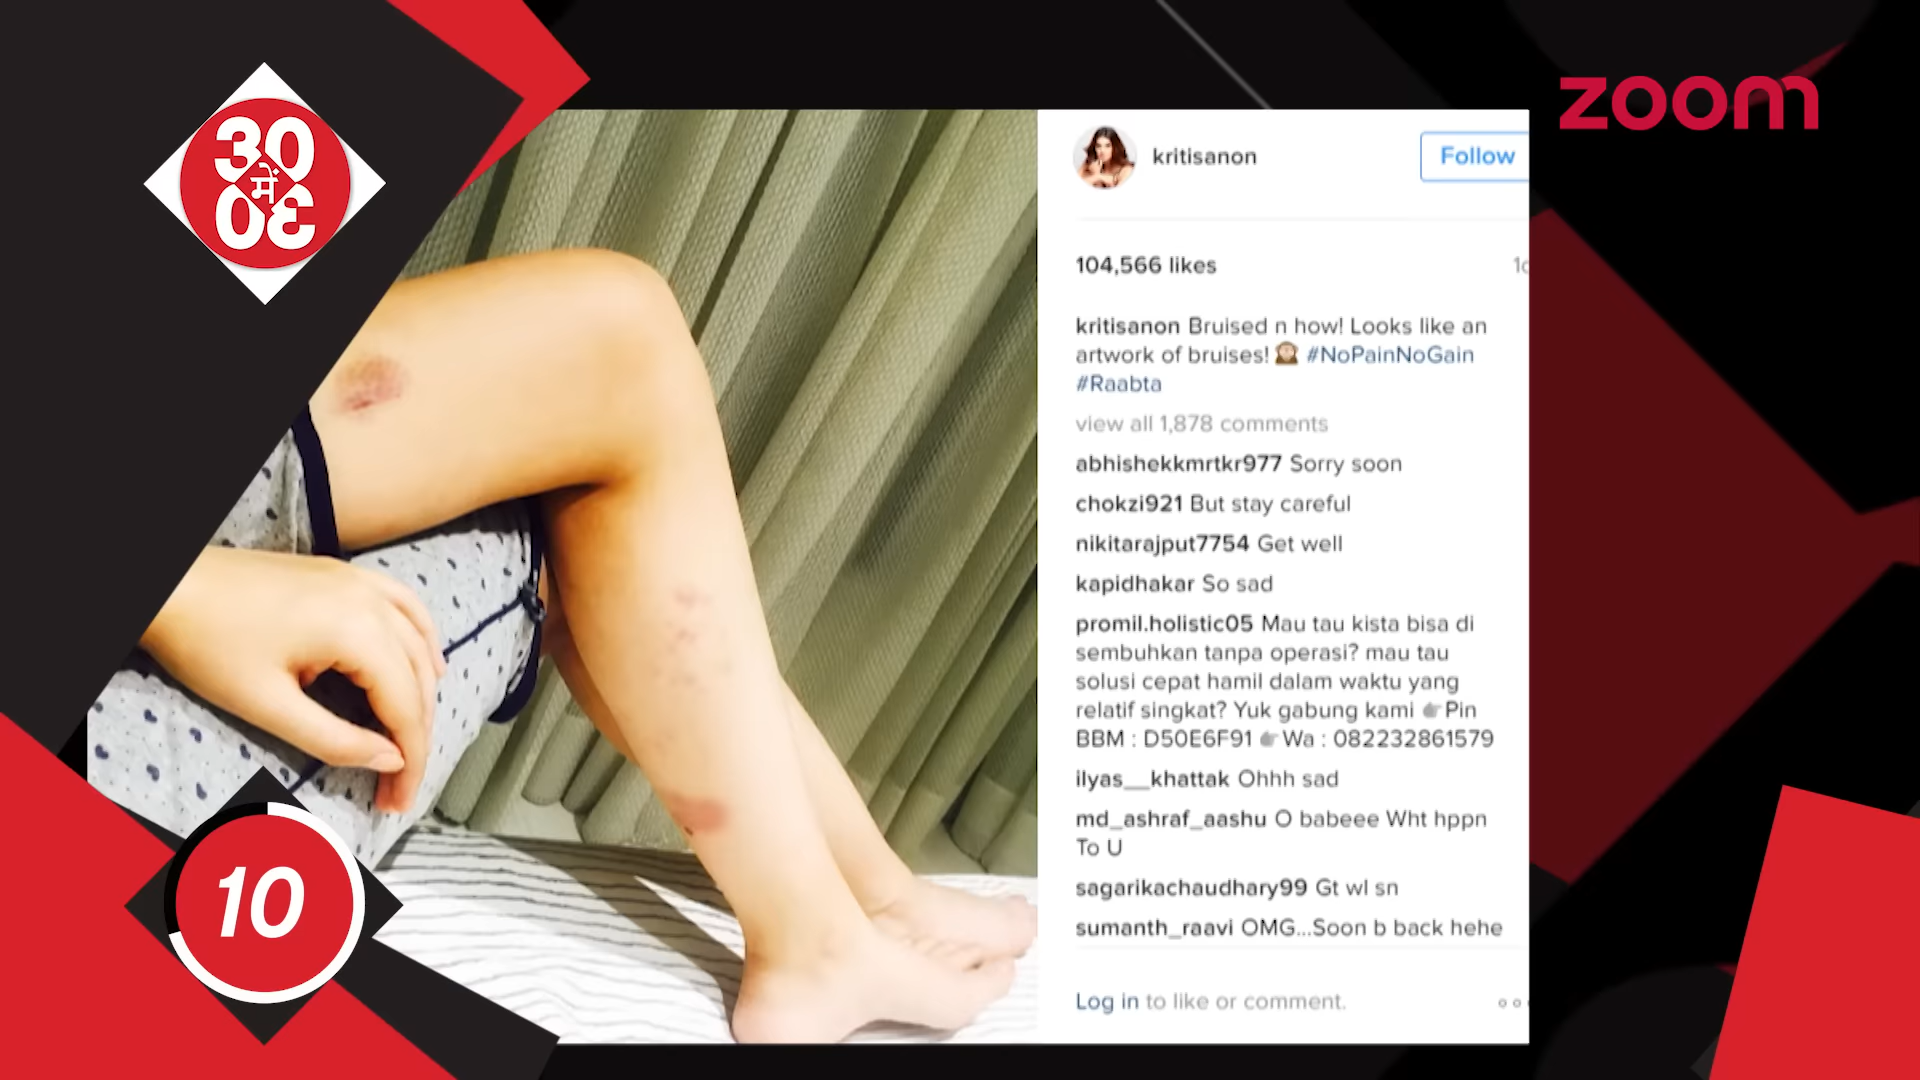 30
में
30
zoom
kritisanon
Follow
104,566 likes
kritisanon Bruised n how! Looks like an
artwork of bruises! 🙈 #NoPainNoGain
#Raabta
view all 1,878 comments
abhishekkmrtkr977 Sorry soon
chokzi921 But stay careful
nikitarajput7754 Get well
kapidhakar So sad
promil.holistic05 Mau tau kista bisa di
sembuhkan tanpa operasi? mau tau
solusi cepat hamil dalam waktu yang
relatif singkat? Yuk gabung kami 👉Pin
BBM : D50E6F91 👉Wa : 082232861579
ilyas__khattak Ohhh sad
md_ashraf_aashu O babeee Wht hppn
To U
sagarikachaudhary99 Gt wl sn
sumanth_raavi OMG...Soon b back hehe
Log in to like or comment.
10